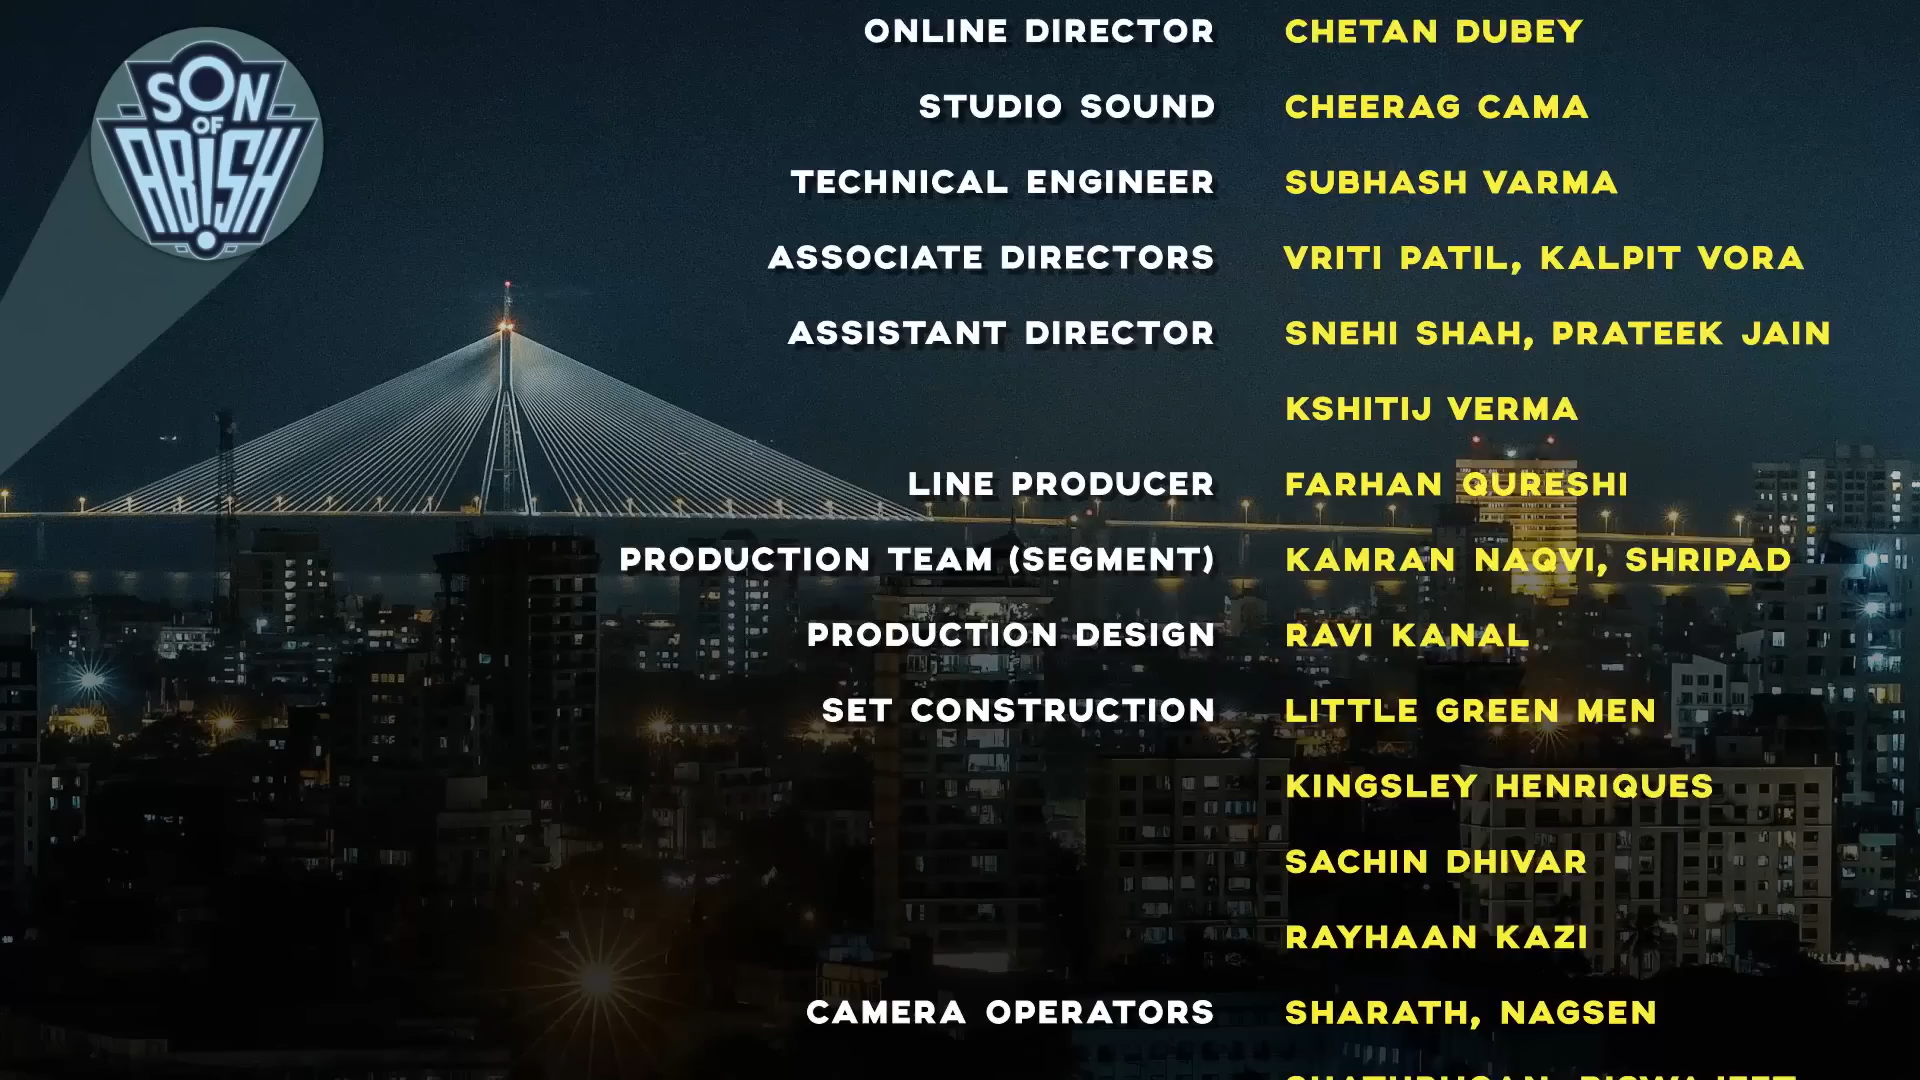 SON
OF
ABISH
ONLINE DIRECTOR CHETAN DUBEY
STUDIO SOUND CHEERAG CAMA
TECHNICAL ENGINEER SUBHASH VARMA
ASSOCIATE DIRECTORS VRITI PATIL, KALPIT VORA
ASSISTANT DIRECTOR SNEHI SHAH, PRATEEK JAIN
KSHITIJ VERMA
LINE PRODUCER FARHAN QURESHI
PRODUCTION TEAM (SEGMENT) KAMRAN NAQVI, SHRIPAD
PRODUCTION DESIGN RAVI KANAL
SET CONSTRUCTION LITTLE GREEN MEN
KINGSLEY HENRIQUES
SACHIN DHIVAR
RAYHAAN KAZI
CAMERA OPERATORS SHARATH, NAGSEN